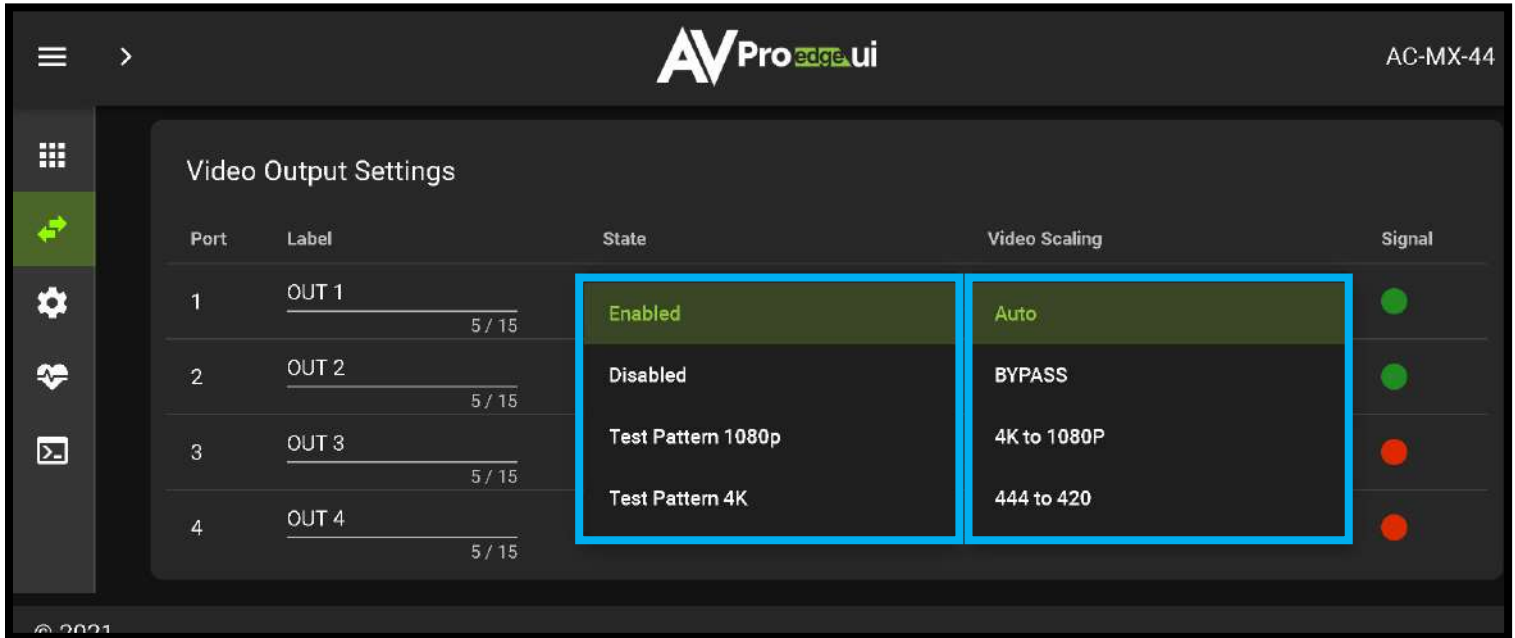 AVPro edge.ui
AC-MX-44
Video Output Settings
Port Label State Video Scaling Signal
1 OUT 1
5 / 15
2 OUT 2
5 / 15
3 OUT 3
5 / 15
4 OUT 4
5 / 15
Enabled
Disabled
Test Pattern 1080p
Test Pattern 4K
Auto
BYPASS
4K to 1080P
444 to 420
© 2021